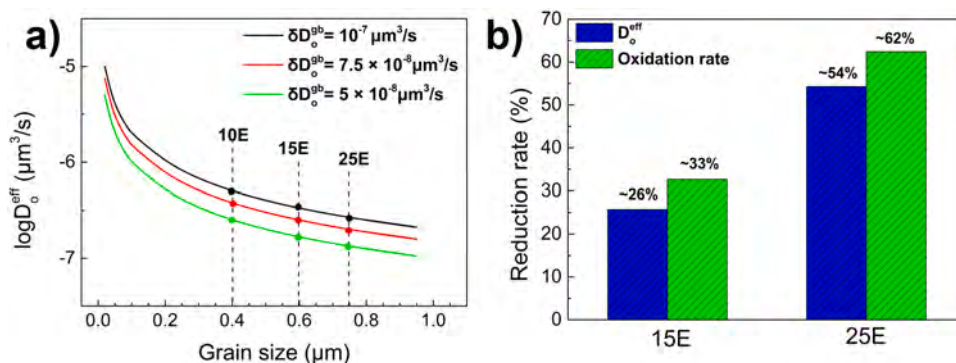 a)
δD_o^gb = 10^-7 μm^3/s
δD_o^gb = 7.5 × 10^-8 μm^3/s
δD_o^gb = 5 × 10^-8 μm^3/s
10E
15E
25E
logD_o^eff (μm^3/s)
-5
-6
-7
0.0 0.2 0.4 0.6 0.8 1.0
Grain size (μm)
b)
D_o^eff
Oxidation rate
~26%
~33%
~54%
~62%
Reduction rate (%)
70
60
50
40
30
20
10
0
15E 25E